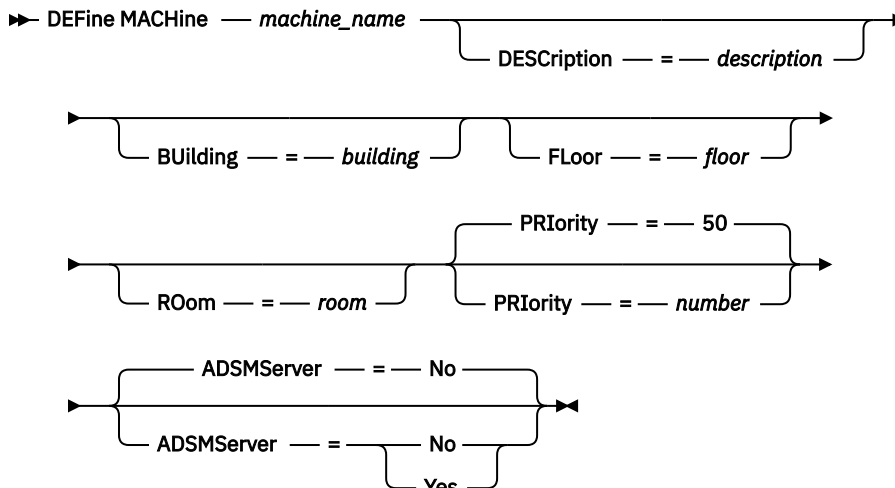 DEFine MACHine machine_name
DESCription = description
BUilding = building FLoor = floor
PRIority = 50
ROom = room PRIority = number
ADSMServer = No
ADSMServer = No
Yes